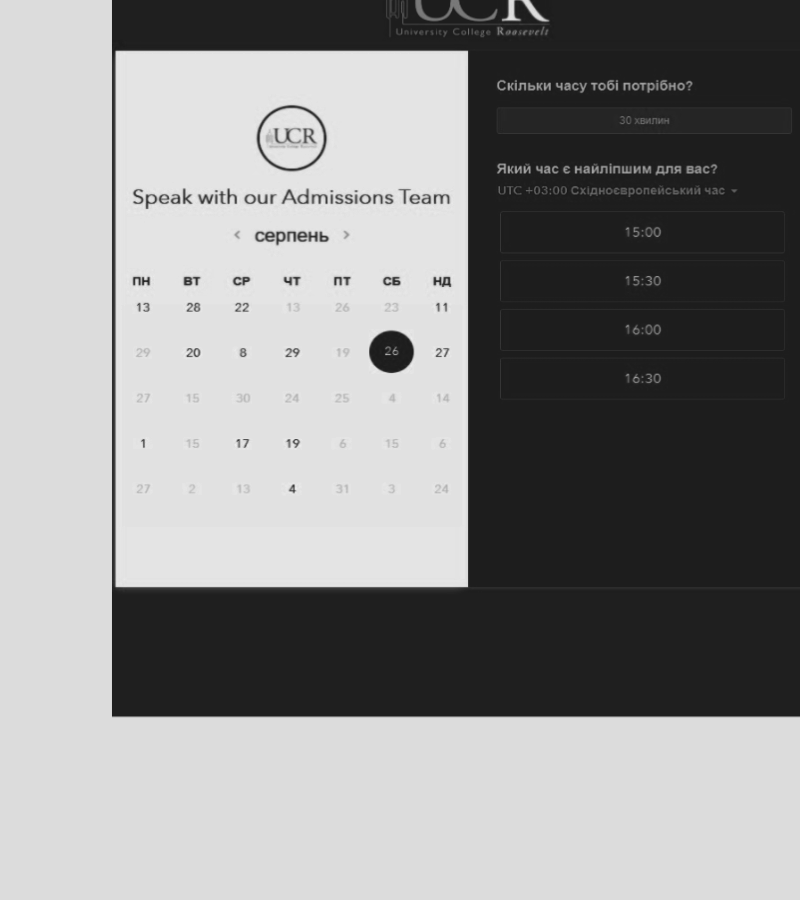 UCR
University College Roosevelt
UCR
Speak with our Admissions Team
< серпень >
ПН ВТ СР ЧТ ПТ СБ НД
13 28 22 13 26 23 11
29 20 8 29 19 26 27
27 15 30 24 25 4 14
1 15 17 19 6 15 6
27 2 13 4 31 3 24
Скільки часу тобі потрібно?
30 хвилин
Який час є найліпшим для вас?
UTC +03:00 Східноєвропейський час
15:00
15:30
16:00
16:30